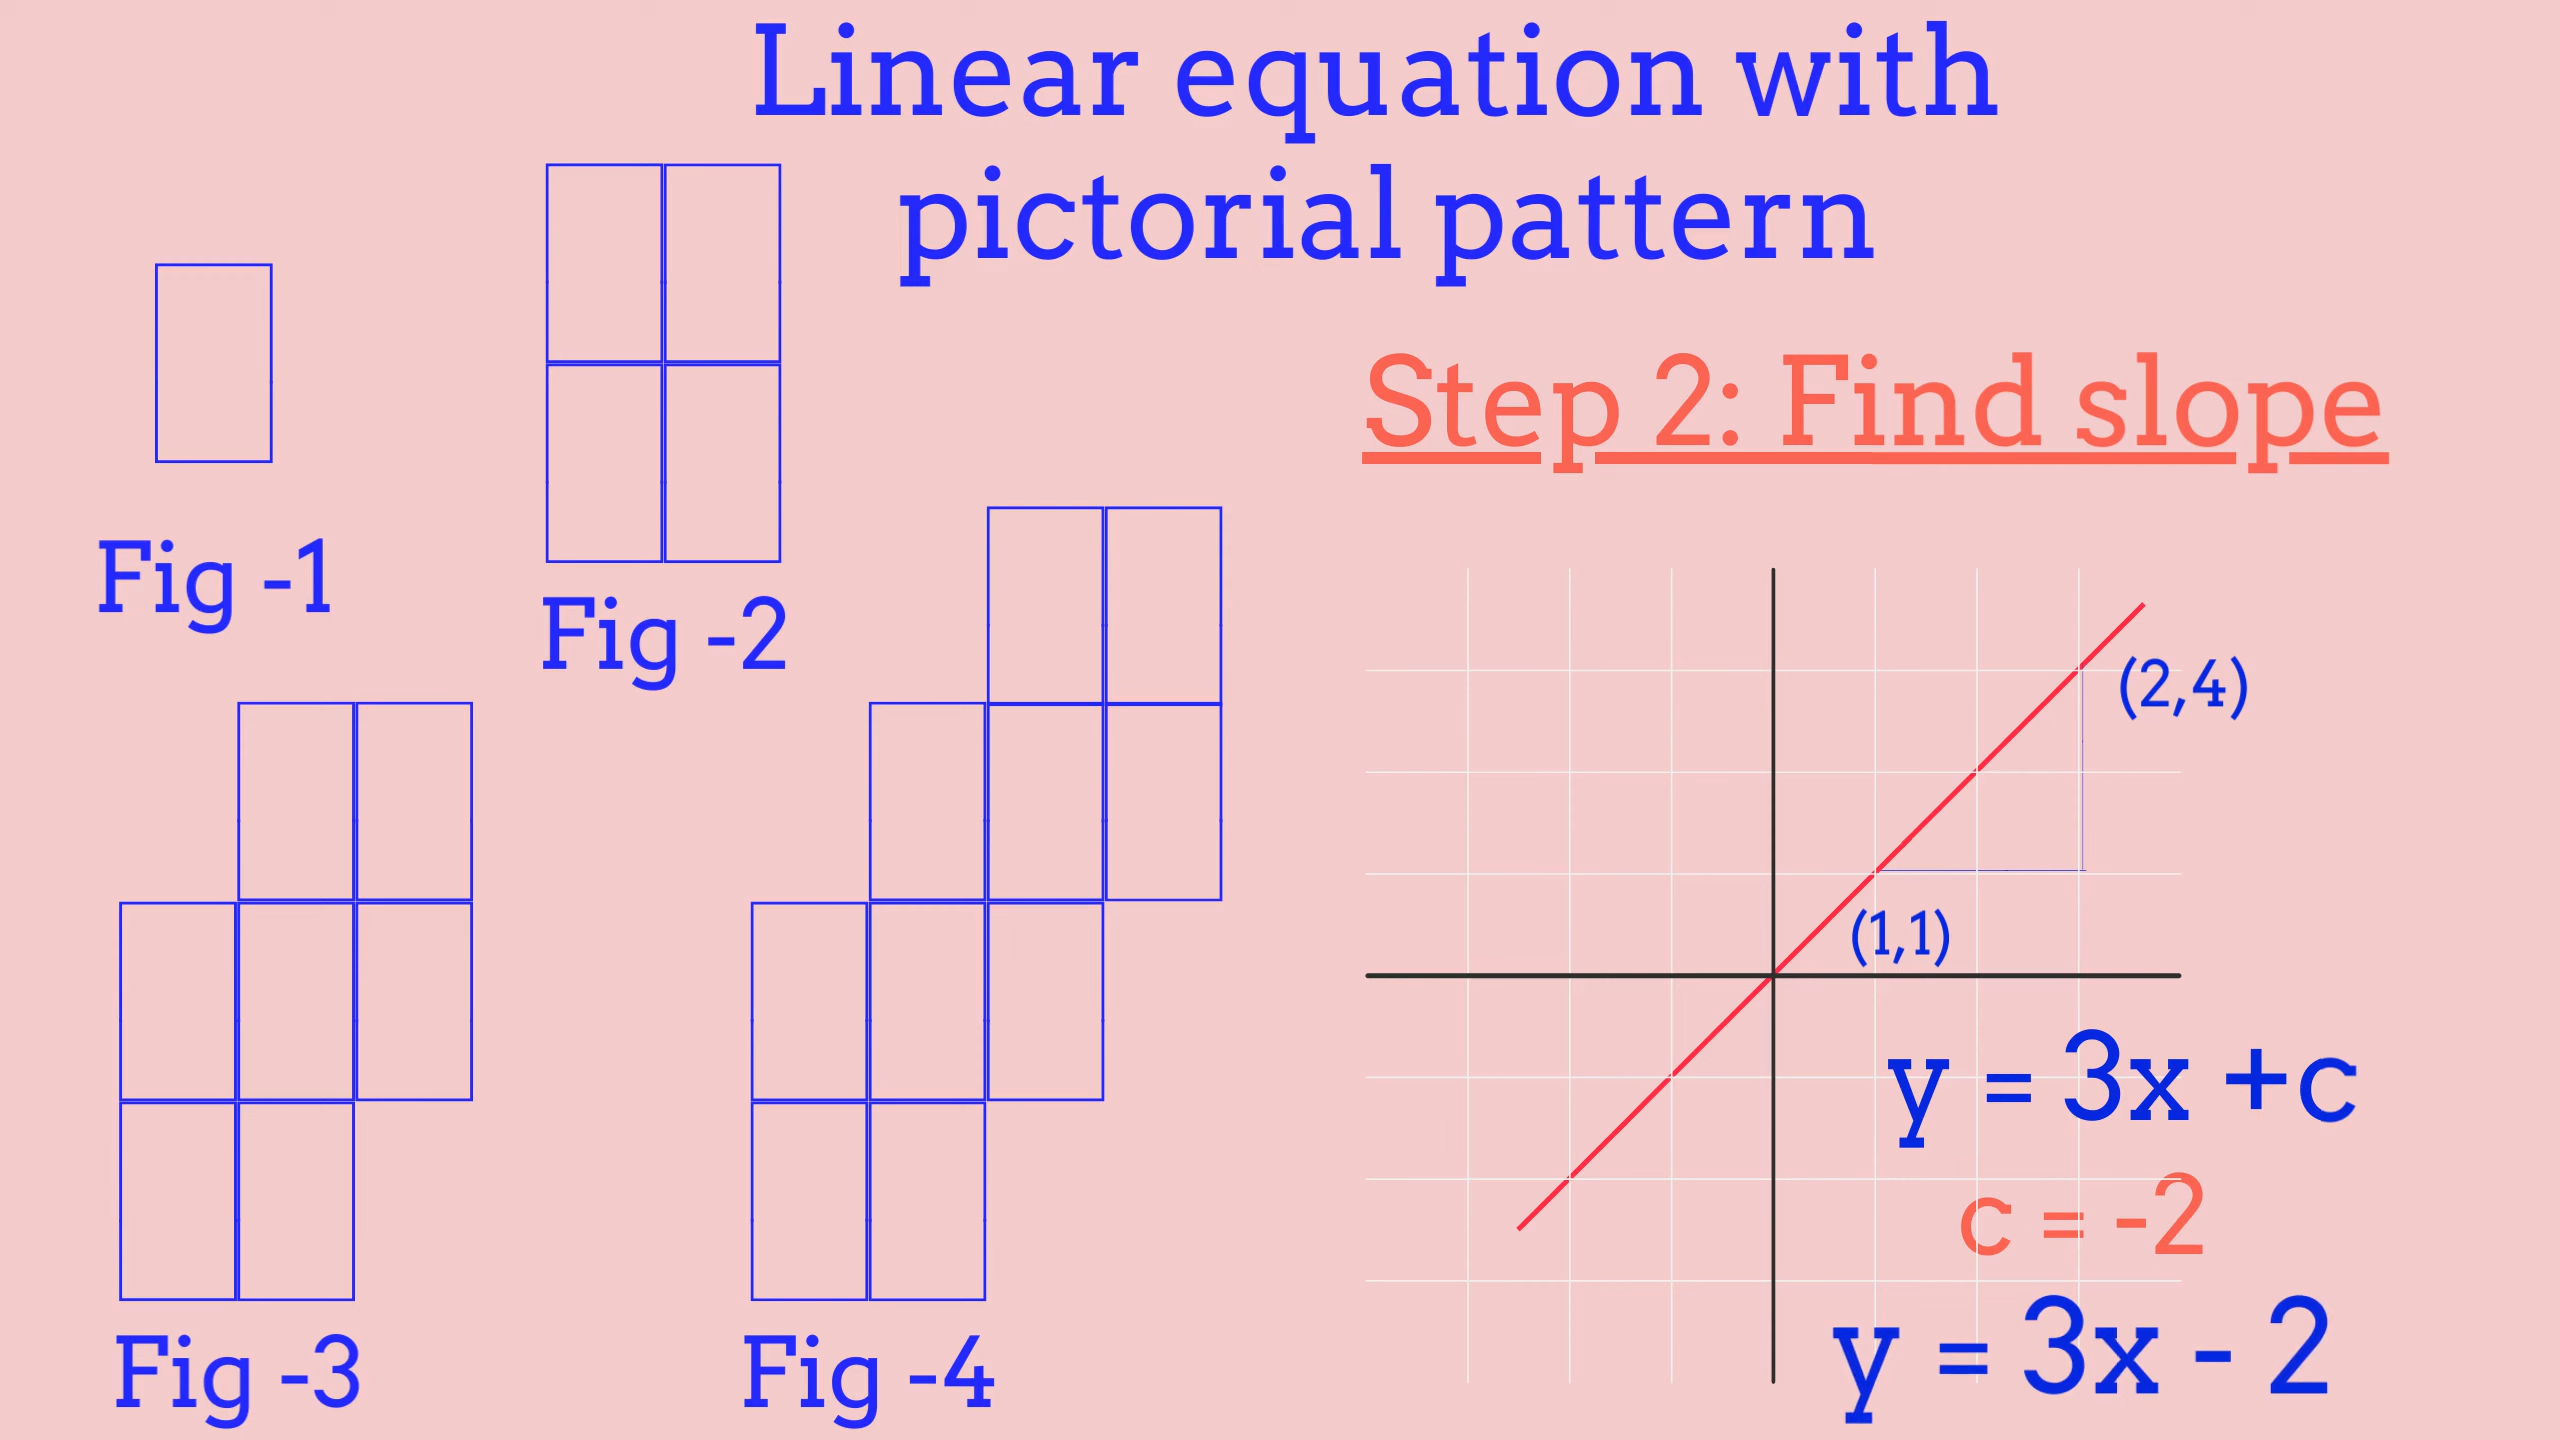 Linear equation with
pictorial pattern
Step 2: Find slope
Fig -1
Fig -2
Fig -3
Fig -4
(2,4)
(1,1)
y = 3x +c
c = -2
y = 3x - 2